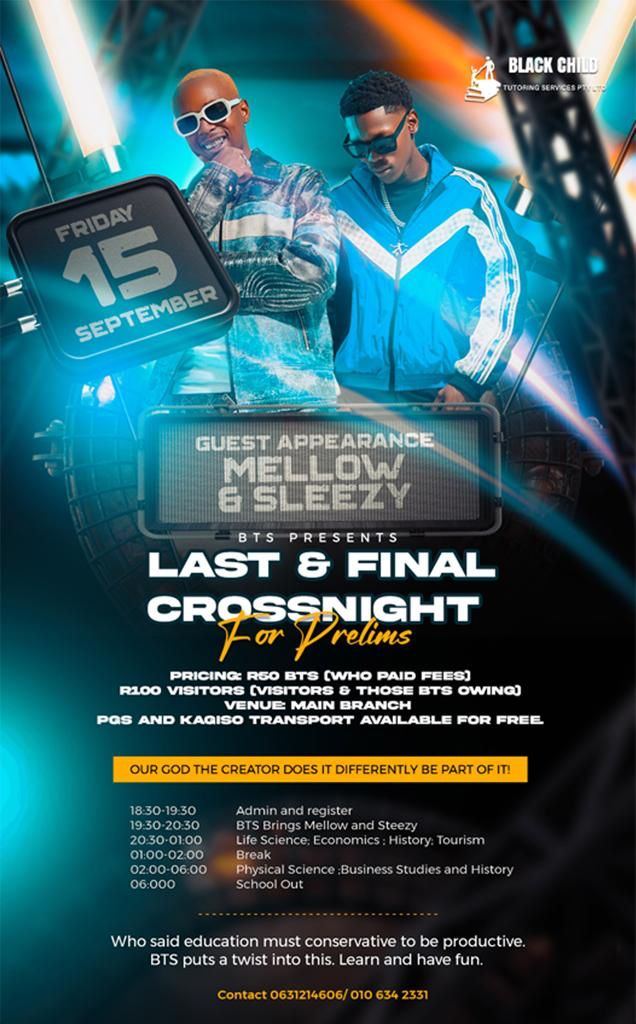 BLACK CHILD
TUTORING SERVICES PTY LTD
FRIDAY
15
SEPTEMBER
GUEST APPEARANCE
MELLOW
& SLEEZY
BTS PRESENTS
LAST & FINAL
CROSSNIGHT
For Prelims
PRICING: R50 BTS (WHO PAID FEES)
R100 VISITORS (VISITORS & THOSE BTS OWING)
VENUE: MAIN BRANCH
PGS AND KAGISO TRANSPORT AVAILABLE FOR FREE.
OUR GOD THE CREATOR DOES IT DIFFERENTLY BE PART OF IT!
18:30-19:30 Admin and register
19:30-20:30 BTS Brings Mellow and Sleezy
20:30-01:00 Life Science; Economics ; History; Tourism
01:00-02:00 Break
02:00-06:00 Physical Science ;Business Studies and History
06:000 School Out
Who said education must conservative to be productive.
BTS puts a twist into this. Learn and have fun.
Contact 0631214606/ 010 634 2331